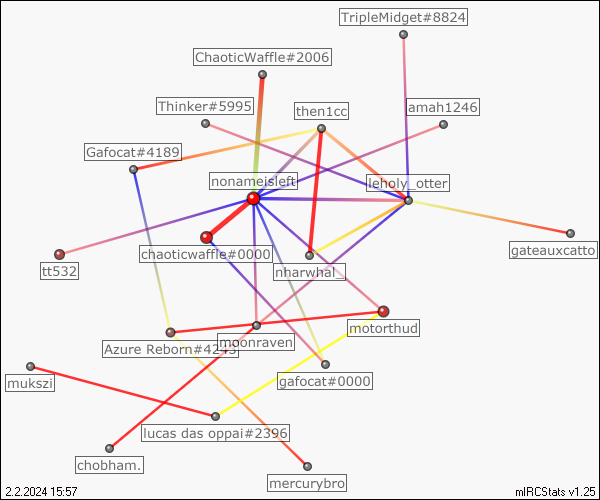 TripleMidget#8824
ChaoticWaffle#2006
Thinker#5995
then1cc
amah1246
Gafocat#4189
nonameisleft
leholy_otter
chaoticwaffle#0000
gateauxcatto
tt532
nharwhal_
motorthud
Azure Reborn#4243
moonraven
mukszi
gafocat#0000
lucas das oppai#2396
chobham.
mercurybro
2.2.2024 15:57
mIRCStats v1.25